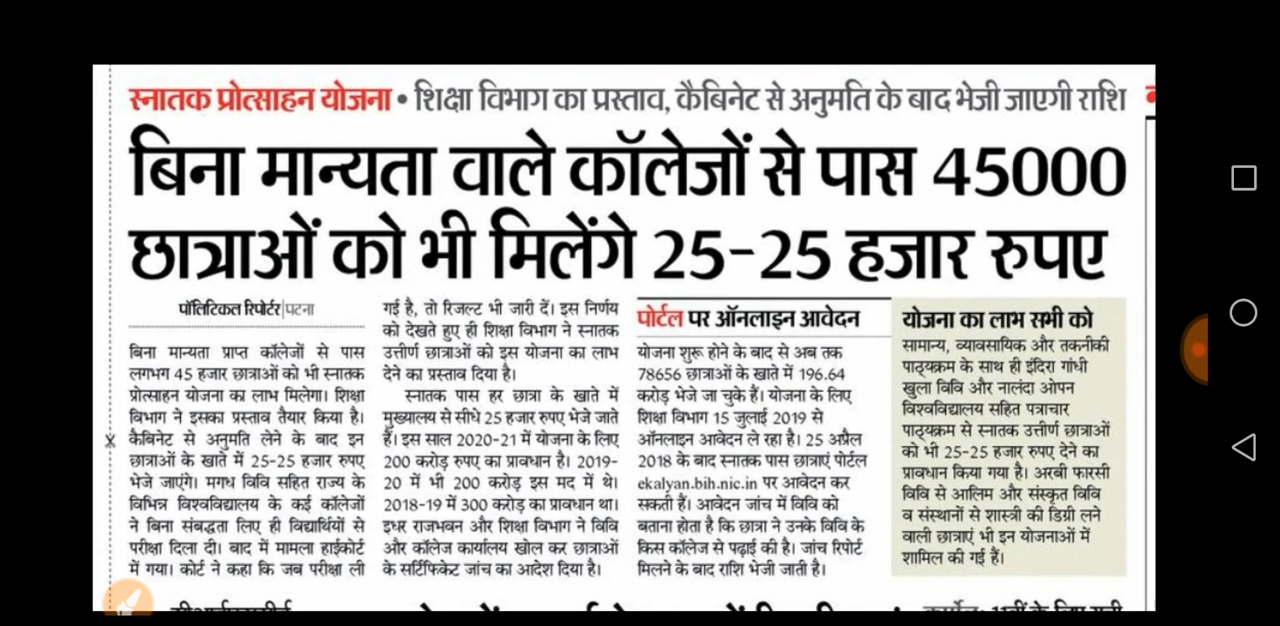 स्नातक प्रोत्साहन योजना • शिक्षा विभाग का प्रस्ताव, कैबिनेट से अनुमति के बाद भेजी जाएगी राशि
बिना मान्यता वाले कॉलेजों से पास 45000
छात्राओं को भी मिलेंगे 25-25 हजार रुपए
पॉलिटिकल रिपोर्टर|पटना
बिना मान्यता प्राप्त कॉलेजों से पास
लगभग 45 हजार छात्राओं को भी स्नातक
प्रोत्साहन योजना का लाभ मिलेगा। शिक्षा
विभाग ने इसका प्रस्ताव तैयार किया है।
कैबिनेट से अनुमति लेने के बाद इन
छात्राओं के खाते में 25-25 हजार रुपए
भेजे जाएंगे। मगध विवि सहित राज्य के
विभिन्न विश्वविद्यालय के कई कॉलेजों
ने बिना संबद्धता लिए ही विद्यार्थियों से
परीक्षा दिला दी। बाद में मामला हाईकोर्ट
में गया। कोर्ट ने कहा कि जब परीक्षा ली
गई है, तो रिजल्ट भी जारी दें। इस निर्णय
को देखते हुए ही शिक्षा विभाग ने स्नातक
उत्तीर्ण छात्राओं को इस योजना का लाभ
देने का प्रस्ताव दिया है।
स्नातक पास हर छात्रा के खाते में
मुख्यालय से सीधे 25 हजार रुपए भेजे जाते
हैं। इस साल 2020-21 में योजना के लिए
200 करोड़ रुपए का प्रावधान है। 2019-
20 में भी 200 करोड़ इस मद में थे।
2018-19 में 300 करोड़ का प्रावधान था।
इधर राजभवन और शिक्षा विभाग ने विवि
और कॉलेज कार्यालय खोल कर छात्राओं
के सर्टिफिकेट जांच का आदेश दिया है।
पोर्टल पर ऑनलाइन आवेदन
योजना शुरू होने के बाद से अब तक
78656 छात्राओं के खाते में 196.64
करोड़ भेजे जा चुके हैं। योजना के लिए
शिक्षा विभाग 15 जुलाई 2019 से
ऑनलाइन आवेदन ले रहा है। 25 अप्रैल
2018 के बाद स्नातक पास छात्राएं पोर्टल
ekalyan.bih.nic.in पर आवेदन कर
सकती हैं। आवेदन जांच में विवि को
बताना होता है कि छात्रा ने उनके विवि के
किस कॉलेज से पढ़ाई की है। जांच रिपोर्ट
मिलने के बाद राशि भेजी जाती है।
योजना का लाभ सभी को
सामान्य, व्यावसायिक और तकनीकी
पाठ्यक्रम के साथ ही इंदिरा गांधी
खुला विवि और नालंदा ओपन
विश्वविद्यालय सहित पत्राचार
पाठ्यक्रम से स्नातक उत्तीर्ण छात्राओं
को भी 25-25 हजार रुपए देने का
प्रावधान किया गया है। अरबी फारसी
विवि से आलिम और संस्कृत विवि
व संस्थानों से शास्त्री की डिग्री लने
वाली छात्राएं भी इन योजनाओं में
शामिल की गई हैं।